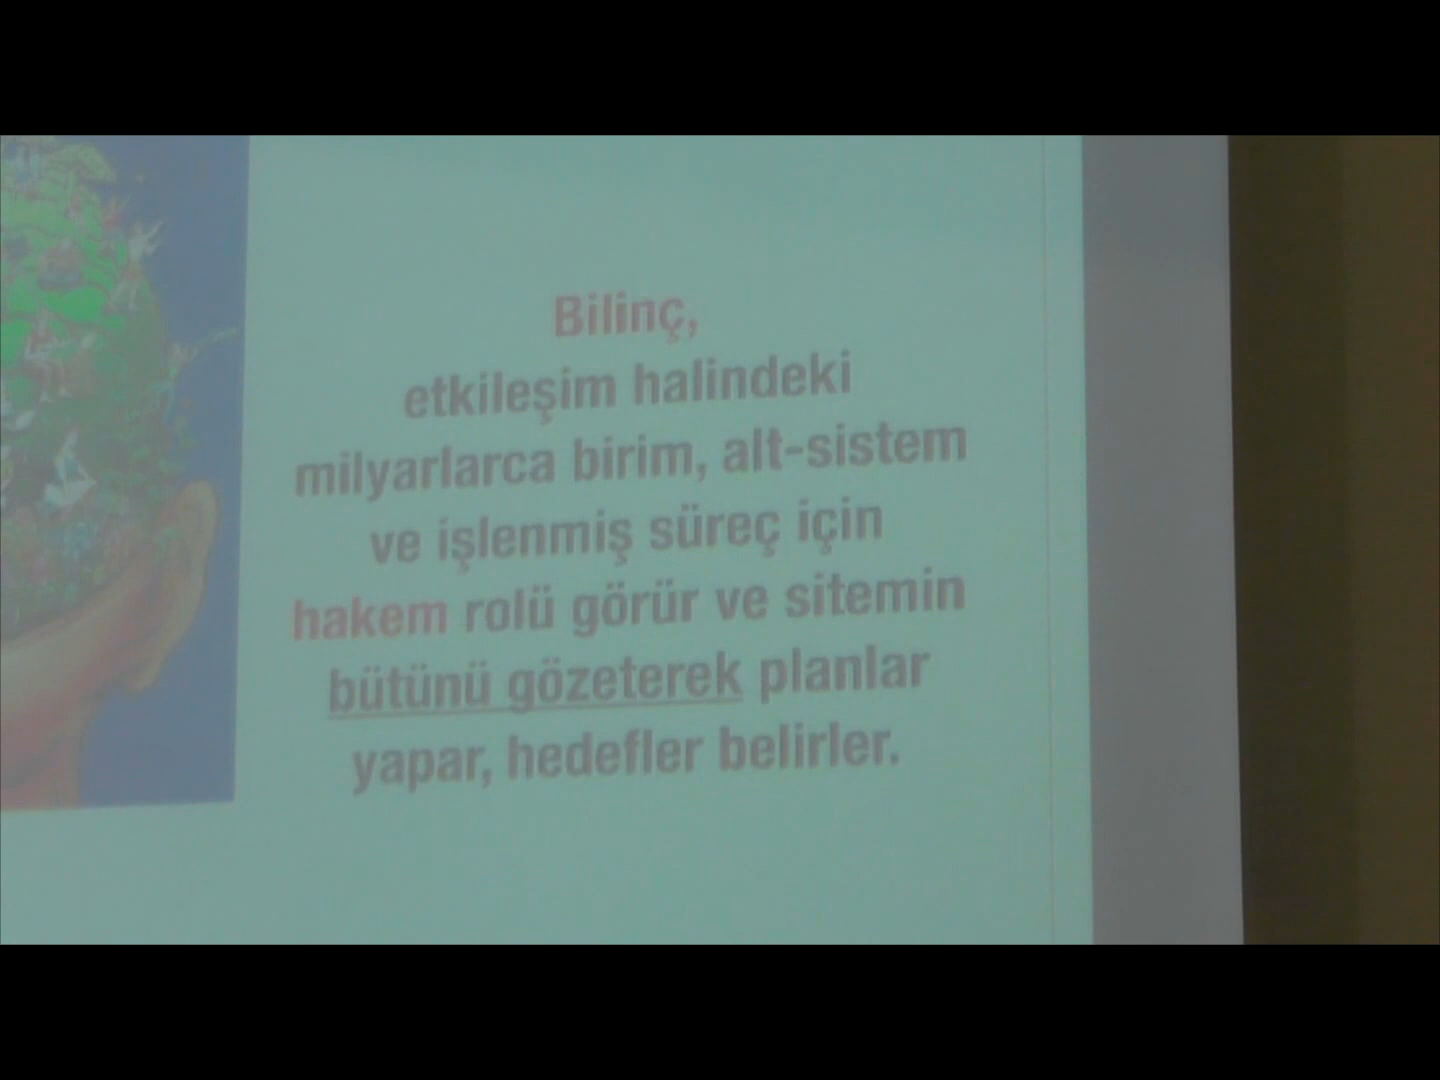 Bilinç,
etkileşim halindeki
milyarlarca birim, alt-sistem
ve işlenmiş süreç için
hakem rolü görür ve sitemin
bütünü gözeterek planlar
yapar, hedefler belirler.